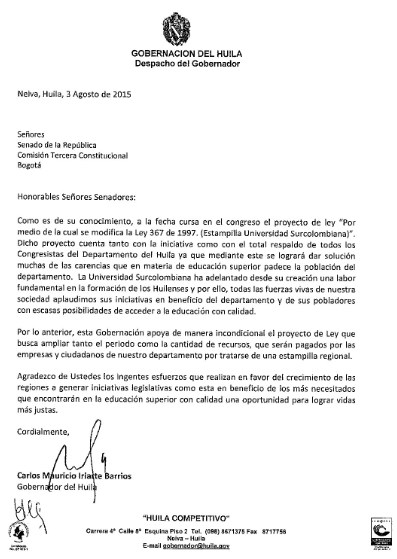 GOBERNACION DEL HUILA
Despacho del Gobernador
Neiva, Huila, 3 Agosto de 2015
Señores
Senado de la República
Comisión Tercera Constitucional
Bogotá
Honorables Señores Senadores:
Como es de su conocimiento, a la fecha cursa en el congreso el proyecto de ley "Por
medio de la cual se modifica la Ley 367 de 1997. (Estampilla Universidad Surcolombiana)".
Dicho proyecto cuenta tanto con la iniciativa como con el total respaldo de todos los
Congresistas del Departamento del Huila ya que mediante este se logrará dar solución
muchas de las carencias que en materia de educación superior padece la población del
departamento. La Universidad Surcolombiana ha adelantado desde su creación una labor
fundamental en la formación de los Huilenses y por ello, todas las fuerzas vivas de nuestra
sociedad aplaudimos sus iniciativas en beneficio del departamento y de sus pobladores
con escasas posibilidades de acceder a la educación con calidad.
Por lo anterior, esta Gobernación apoya de manera incondicional el proyecto de Ley que
busca ampliar tanto el periodo como la cantidad de recursos, que serán pagados por las
empresas y ciudadanos de nuestro departamento por tratarse de una estampilla regional.
Agradezco de Ustedes los ingentes esfuerzos que realizan en favor del crecimiento de las
regiones a generar iniciativas legislativas como esta en beneficio de los más necesitados
que encontrarán en la educación superior con calidad una oportunidad para lograr vidas
más justas.
Cordialmente,
Carlos Mauricio Iriarte Barrios
Gobernador del Huila
"HUILA COMPETITIVO"
Carrera 4ª Calle 8ª Esquina Piso 2 Tel. (098) 8671375 Fax 8717756
Neiva – Huila
E-mail gobernador@huila.gov